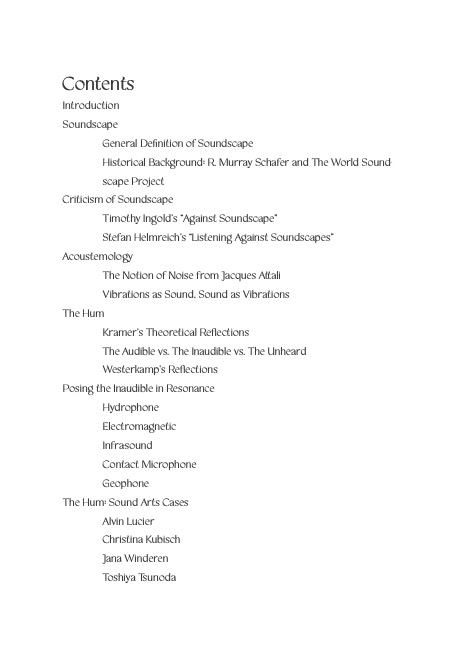 Contents
Introduction
Soundscape
General Definition of Soundscape
Historical Background: R. Murray Schafer and The World Sound-
scape Project
Criticism of Soundscape
Timothy Ingold's "Against Soundscape"
Stefan Helmreich's "Listening Against Soundscapes"
Acoustemology
The Notion of Noise from Jacques Attali
Vibrations as Sound, Sound as Vibrations
The Hum
Kramer's Theoretical Reflections
The Audible vs. The Inaudible vs. The Unheard
Westerkamp's Reflections
Posing the Inaudible in Resonance
Hydrophone
Electromagnetic
Infrasound
Contact Microphone
Geophone
The Hum: Sound Arts Cases
Alvin Lucier
Christina Kubisch
Jana Winderen
Toshiya Tsunoda